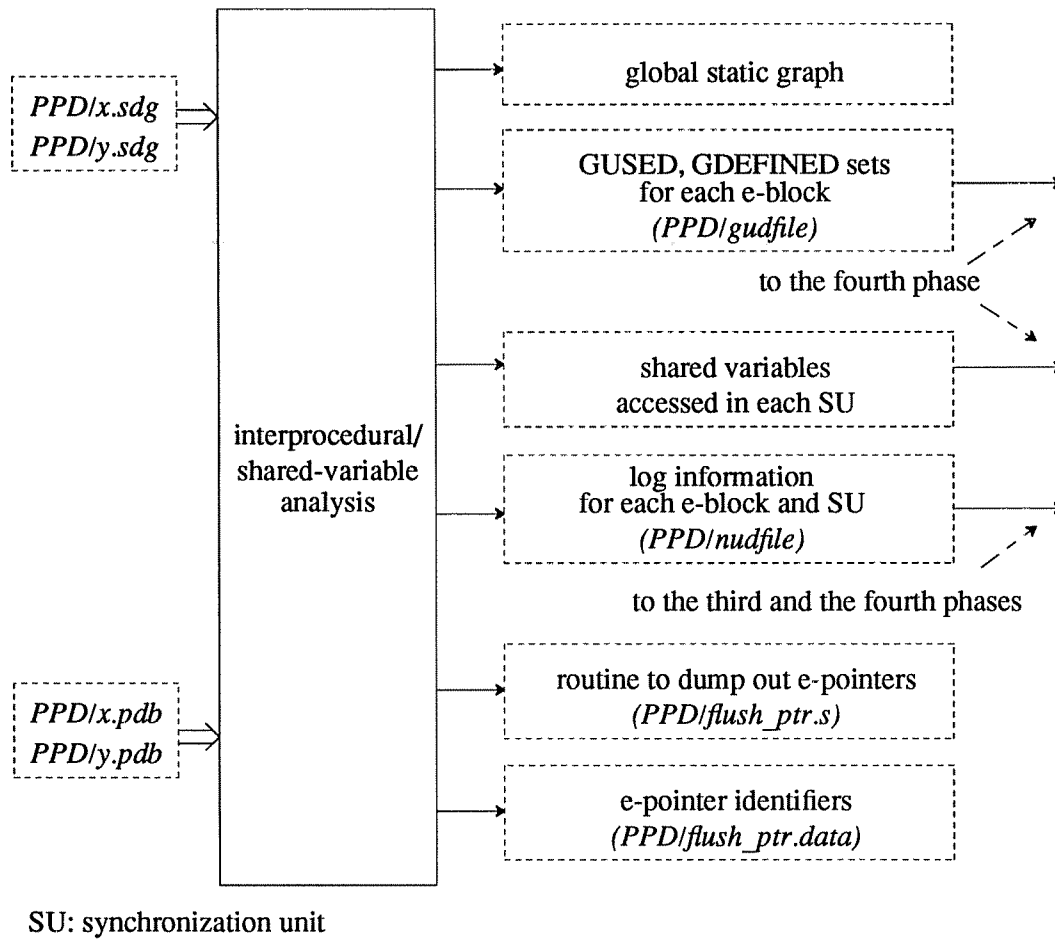 PPD/x.sdg
PPD/y.sdg
PPD/x.pdb
PPD/y.pdb
interprocedural/
shared-variable
analysis
global static graph
GUSED, GDEFINED sets
for each e-block
(PPD/gudfile)
to the fourth phase
shared variables
accessed in each SU
log information
for each e-block and SU
(PPD/nudfile)
to the third and the fourth phases
routine to dump out e-pointers
(PPD/flush_ptr.s)
e-pointer identifiers
(PPD/flush_ptr.data)
SU: synchronization unit